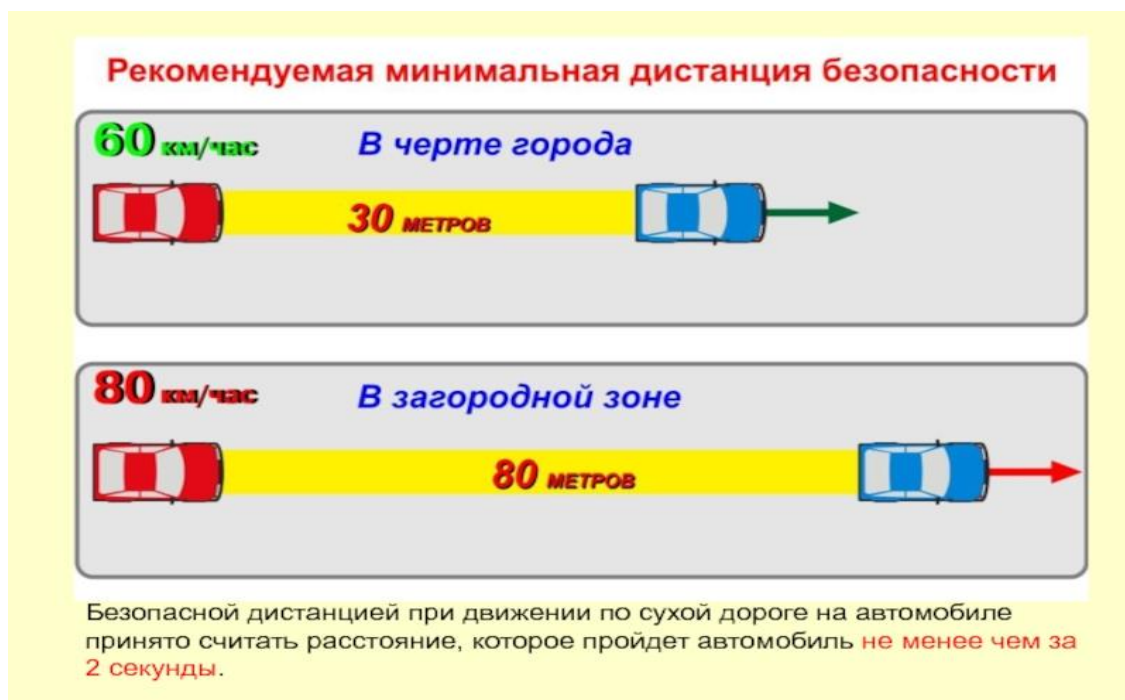 Рекомендуемая минимальная дистанция безопасности
60 км/час В черте города
30 МЕТРОВ
80 км/час В загородной зоне
80 МЕТРОВ
Безопасной дистанцией при движении по сухой дороге на автомобиле
принято считать расстояние, которое пройдет автомобиль не менее чем за
2 секунды.